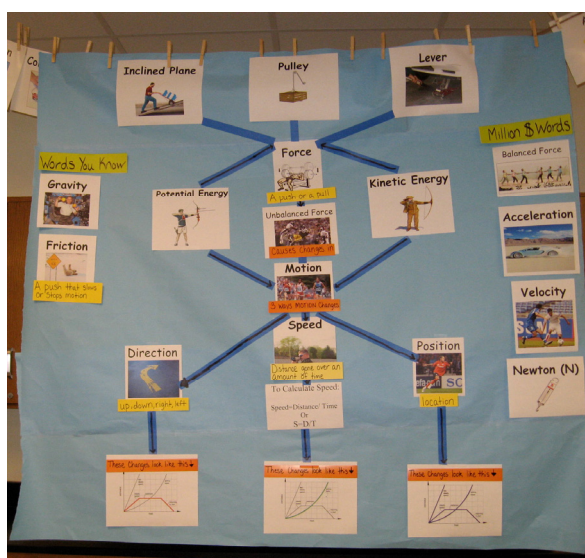 Inclined Plane
Pulley
Lever
Words You Know
Gravity
Friction
A push that slows
or stops motion
Force
A push or a pull
Potential Energy
Kinetic Energy
Unbalanced Force
Causes changes in
Motion
3 ways Motion Changes
Million $ Words
Balanced Force
Acceleration
Velocity
Newton (N)
Direction
up, down, right, left
Speed
Distance gone over an
amount of time
To Calculate Speed:
Speed=Distance/ Time
Or
S=D/T
Position
location
These Changes look like this
These Changes look like this
These Changes look like this